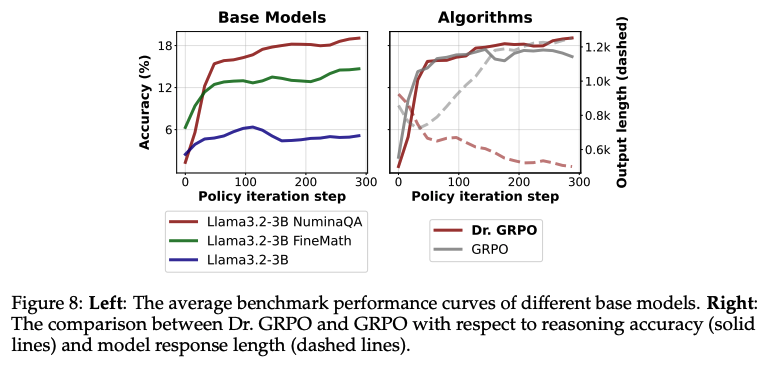 Base Models
Algorithms
Accuracy (%)
18
12
6
0
100
200
300
Policy iteration step
0
100
200
300
Policy iteration step
1.2k
1.0k
0.8k
0.6k
Output length (dashed)
Llama3.2-3B NuminaQA
Llama3.2-3B FineMath
Llama3.2-3B
Dr. GRPO
GRPO
Figure 8: Left: The average benchmark performance curves of different base models. Right:
The comparison between Dr. GRPO and GRPO with respect to reasoning accuracy (solid
lines) and model response length (dashed lines).